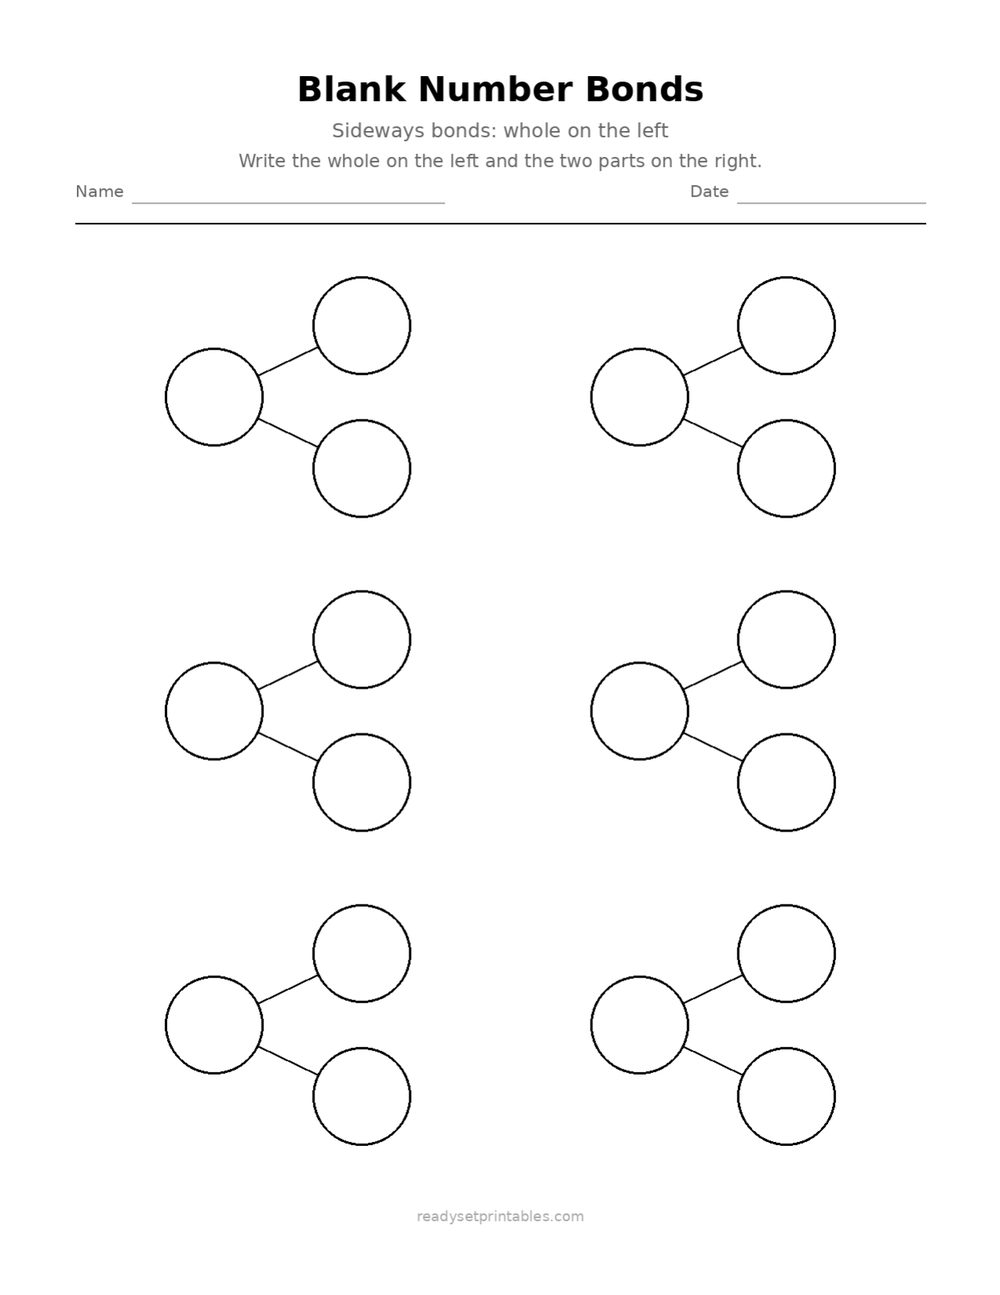 Blank Number Bonds
Sideways bonds: whole on the left
Write the whole on the left and the two parts on the right.
Name Date
readysetprintables.com